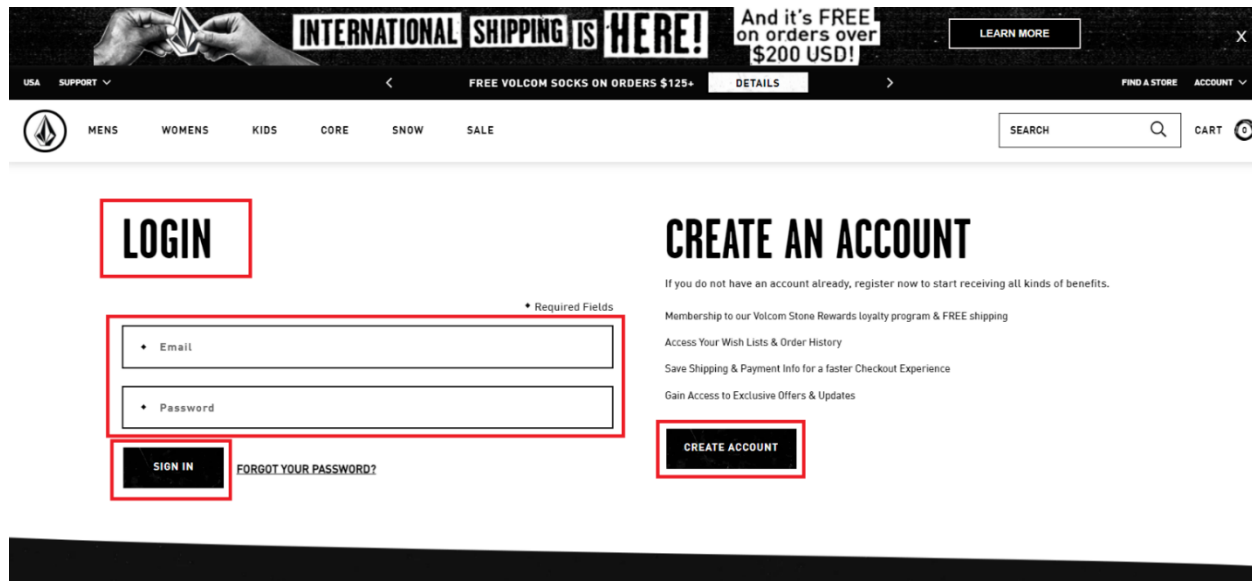 INTERNATIONAL SHIPPING IS HERE!
And it's FREE
on orders over
$200 USD!
LEARN MORE
X
USA SUPPORT
FREE VOLCOM SOCKS ON ORDERS $125+ DETAILS
FIND A STORE ACCOUNT
MENS WOMENS KIDS CORE SNOW SALE
SEARCH
CART 0
LOGIN
* Required Fields
Email
Password
SIGN IN
FORGOT YOUR PASSWORD?
CREATE AN ACCOUNT
If you do not have an account already, register now to start receiving all kinds of benefits.
Membership to our Volcom Stone Rewards loyalty program & FREE shipping
Access Your Wish Lists & Order History
Save Shipping & Payment Info for a faster Checkout Experience
Gain Access to Exclusive Offers & Updates
CREATE ACCOUNT